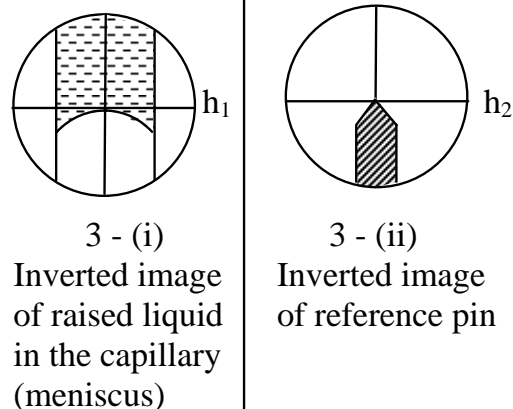 h₁
h₂
3 - (i)
Inverted image
of raised liquid
in the capillary
(meniscus)
3 - (ii)
Inverted image
of reference pin